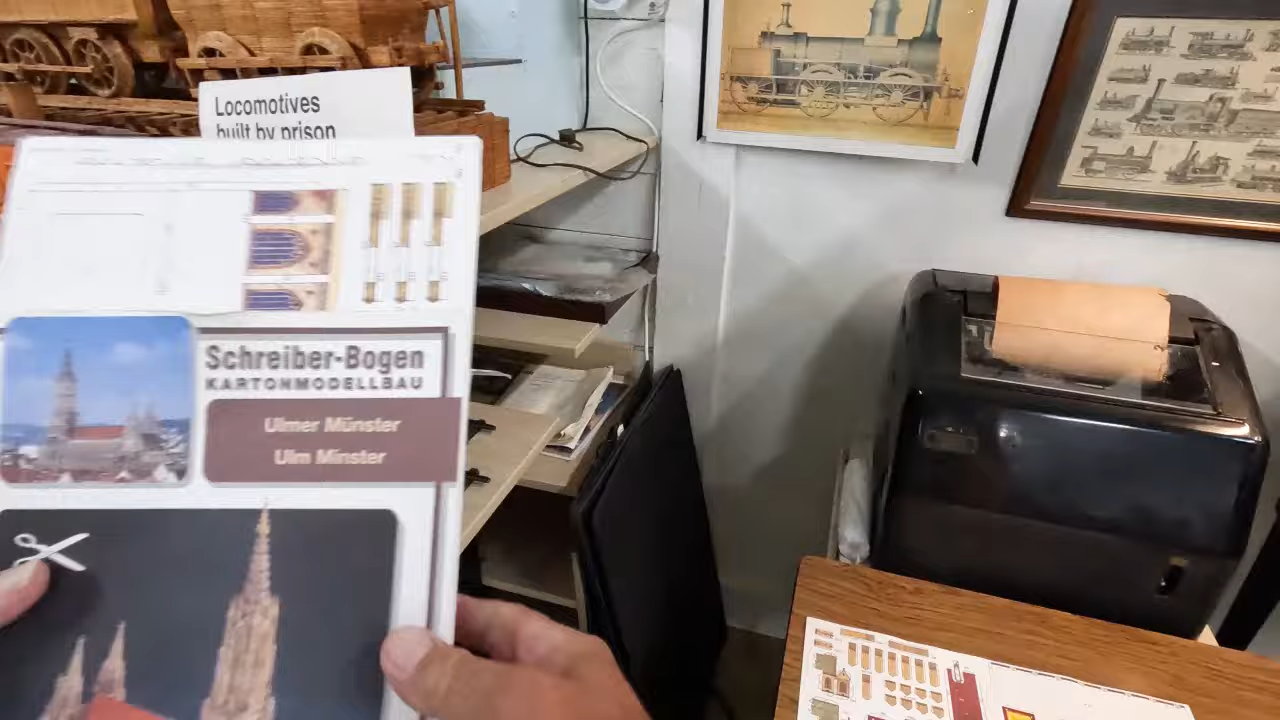 Locomotives
built by prison
Schreiber-Bogen
KARTONMODELLBAU
Ulmer Münster
Ulm Minster